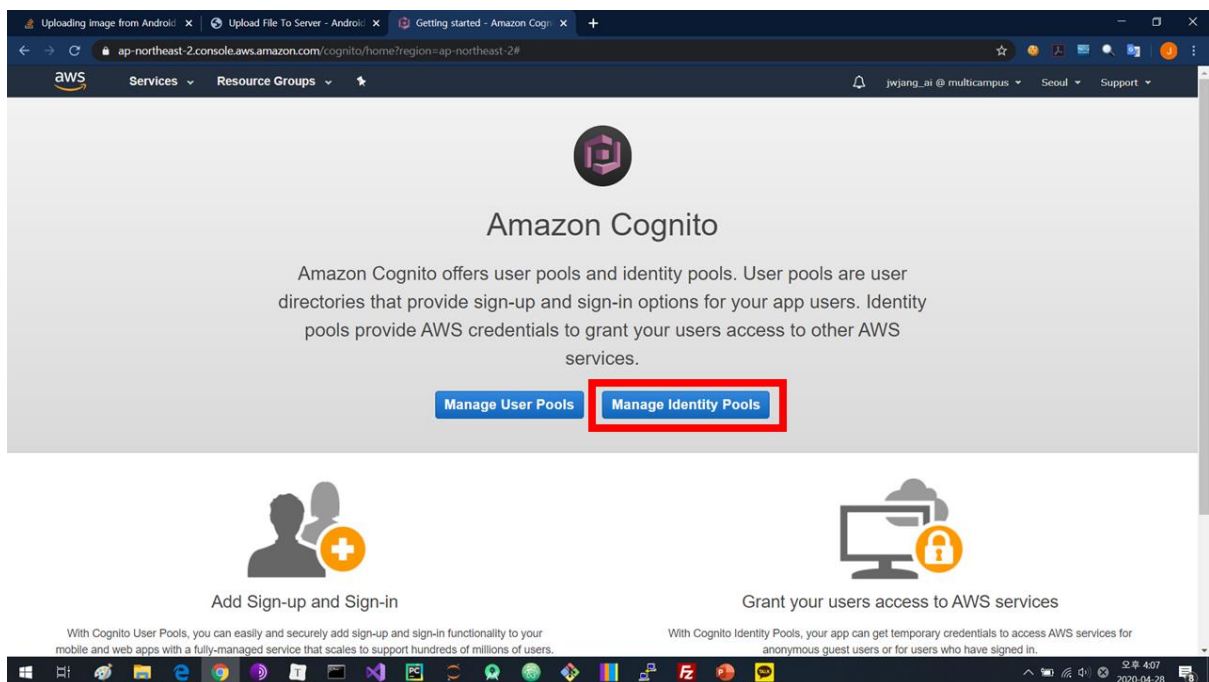 Uploading image from Android
Upload File To Server - Android
Getting started - Amazon Cogni
ap-northeast-2.console.aws.amazon.com/cognito/home?region=ap-northeast-2#
aws Services Resource Groups jwjang_ai @ multicampus Seoul Support
Amazon Cognito
Amazon Cognito offers user pools and identity pools. User pools are user
directories that provide sign-up and sign-in options for your app users. Identity
pools provide AWS credentials to grant your users access to other AWS
services.
Manage User Pools Manage Identity Pools
Add Sign-up and Sign-in
With Cognito User Pools, you can easily and securely add sign-up and sign-in functionality to your
mobile and web apps with a fully-managed service that scales to support hundreds of millions of users.
Grant your users access to AWS services
With Cognito Identity Pools, your app can get temporary credentials to access AWS services for
anonymous guest users or for users who have signed in.
오후 4:07
2020-04-28